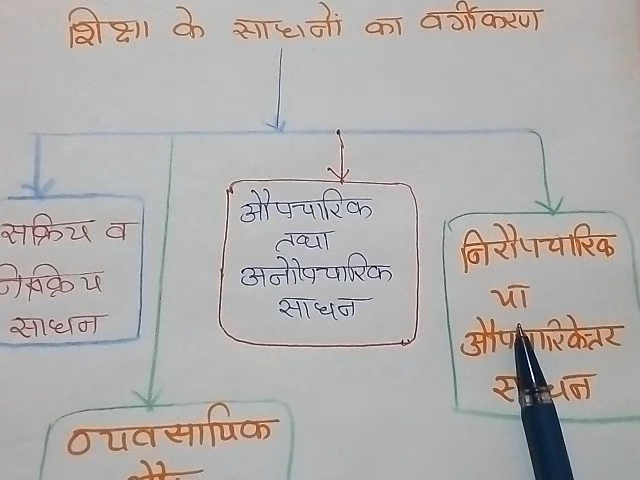 शिक्षा के साधनों का वर्गीकरण
सक्रिय व
निष्क्रिय
साधन
औपचारिक
तथा
अनौपचारिक
साधन
निरौपचारिक
या
औपचारिकेतर
साधन
व्यवसायिक